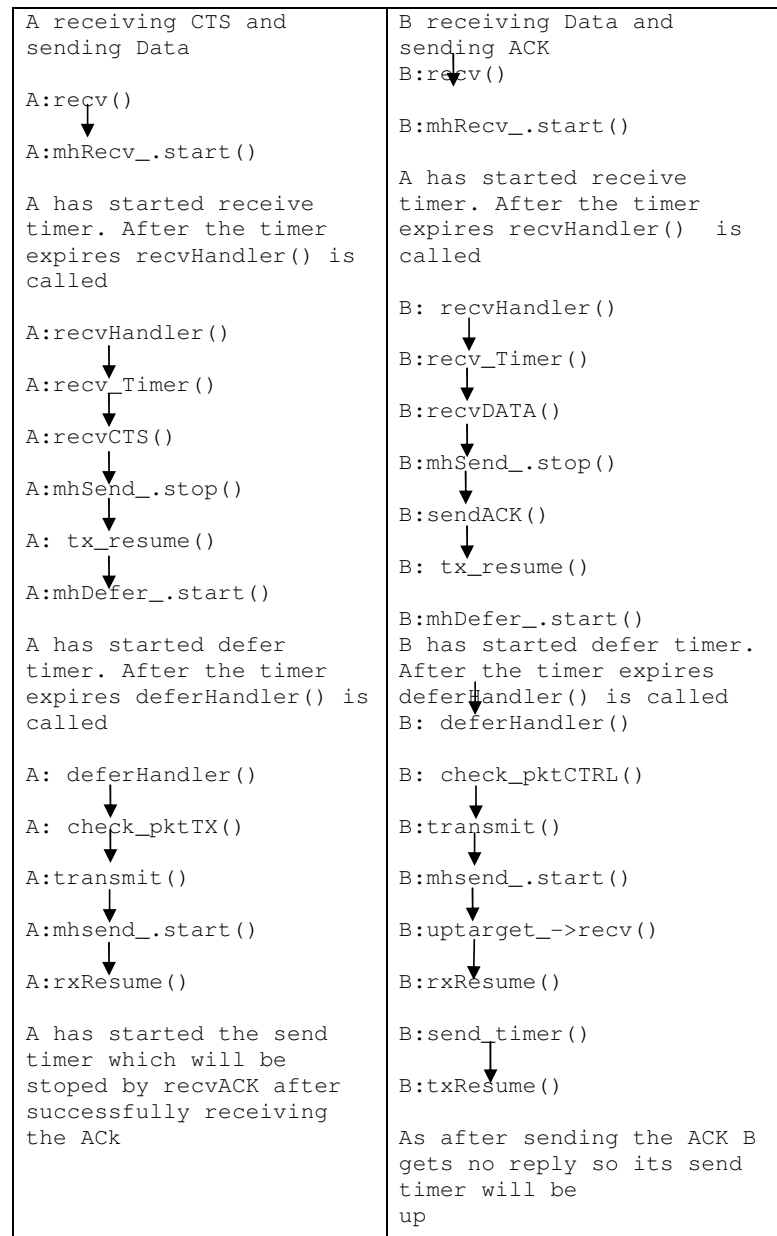 A receiving CTS and
sending Data
A:recv()
A:mhRecv_.start()
A has started receive
timer. After the timer
expires recvHandler() is
called
A:recvHandler()
A:recv_Timer()
A:recvCTS()
A:mhSend_.stop()
A: tx_resume()
A:mhDefer_.start()
A has started defer
timer. After the timer
expires deferHandler() is
called
A: deferHandler()
A: check_pktTX()
A:transmit()
A:mhsend_.start()
A:rxResume()
A has started the send
timer which will be
stoped by recvACK after
successfully receiving
the ACk
B receiving Data and
sending ACK
B:recv()
B:mhRecv_.start()
A has started receive
timer. After the timer
expires recvHandler()  is
called
B: recvHandler()
B:recv_Timer()
B:recvDATA()
B:mhSend_.stop()
B:sendACK()
B: tx_resume()
B:mhDefer_.start()
B has started defer timer.
After the timer expires
deferHandler() is called
B: deferHandler()
B: check_pktCTRL()
B:transmit()
B:mhsend_.start()
B:uptarget_->recv()
B:rxResume()
B:send_timer()
B:txResume()
As after sending the ACK B
gets no reply so its send
timer will be
up